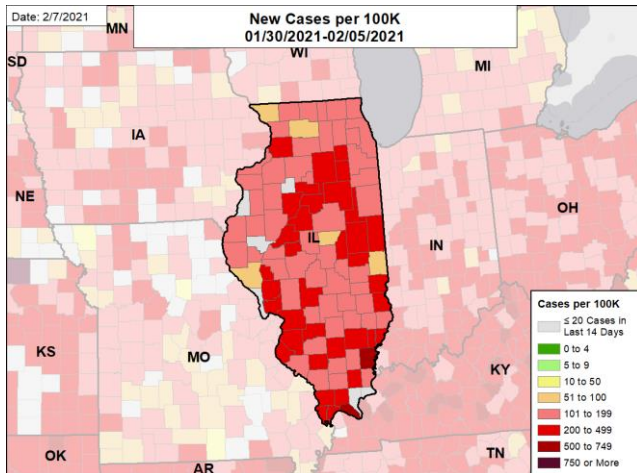 Date: 2/7/2021
New Cases per 100K
01/30/2021-02/05/2021
MN
WI
MI
SD
IA
NE
IL
IN
OH
KS
MO
KY
OK
AR
TN
Cases per 100K
≤ 20 Cases in
Last 14 Days
0 to 4
5 to 9
10 to 50
51 to 100
101 to 199
200 to 499
500 to 749
750 or More